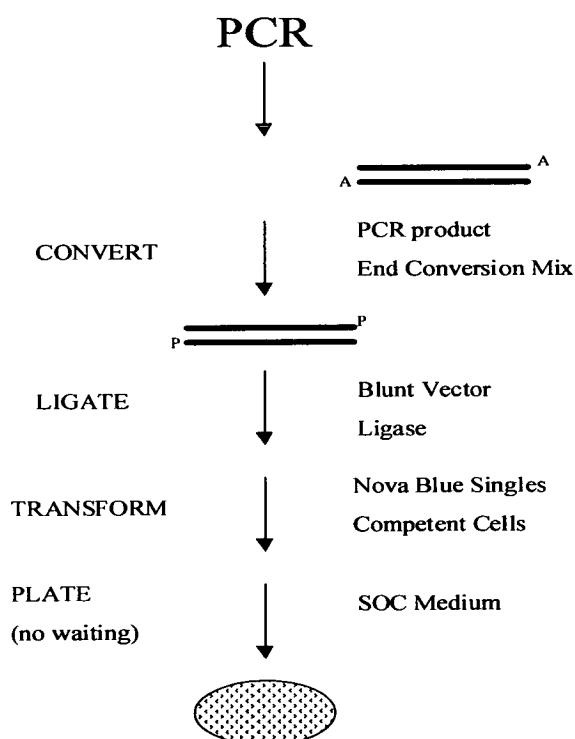 PCR
A
A
CONVERT
PCR product
End Conversion Mix
P
P
LIGATE
Blunt Vector
Ligase
TRANSFORM
Nova Blue Singles
Competent Cells
PLATE
(no waiting)
SOC Medium